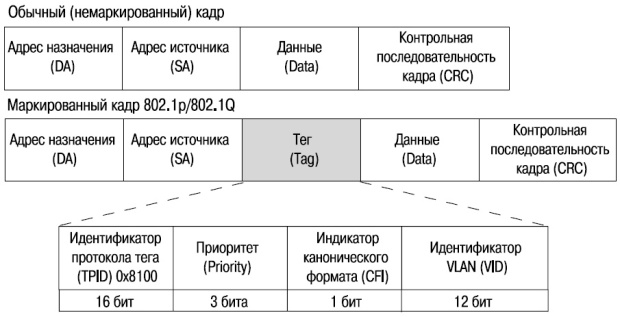 Обычный (немаркированный) кадр
Адрес назначения
(DA)
Адрес источника
(SA)
Данные
(Data)
Контрольная
последовательность
кадра (CRC)
Маркированный кадр 802.1p/802.1Q
Адрес назначения
(DA)
Адрес источника
(SA)
Тег
(Tag)
Данные
(Data)
Контрольная
последовательность
кадра (CRC)
Идентификатор
протокола тега
(TPID) 0x8100
Приоритет
(Priority)
Индикатор
канонического
формата (CFI)
Идентификатор
VLAN (VID)
16 бит
3 бита
1 бит
12 бит